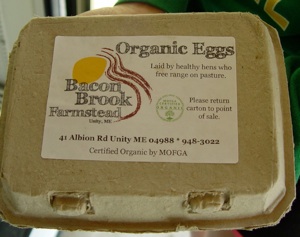 Organic Eggs
Laid by healthy hens who
free range on pasture.
Bacon
Brook
Farmstead
Unity, ME
Please return
carton to point
of sale.
41 Albion Rd Unity ME 04988 * 948-3022
Certified Organic by MOFGA